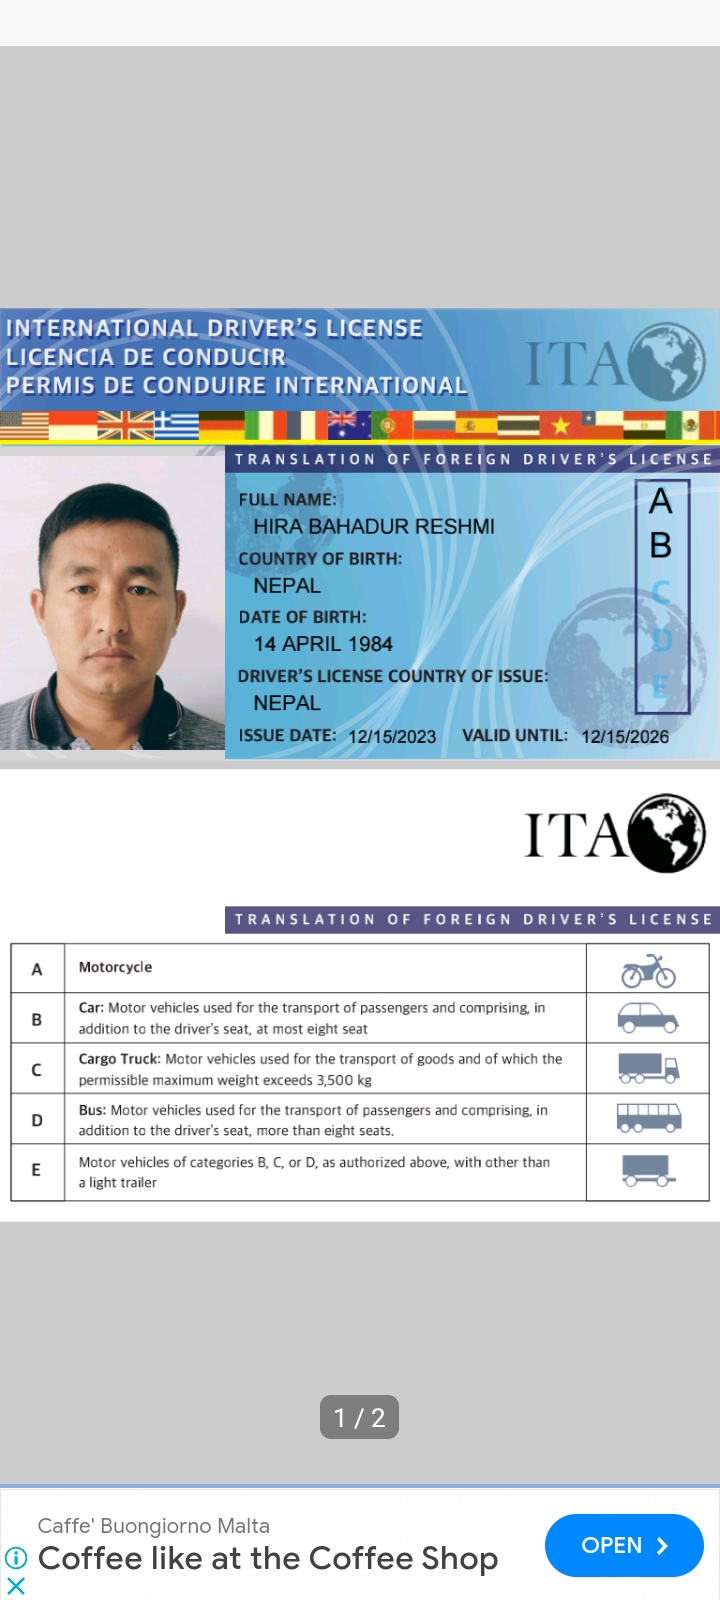 INTERNATIONAL DRIVER'S LICENSE
LICENCIA DE CONDUCIR
PERMIS DE CONDUIRE INTERNATIONAL
ITA
TRANSLATION OF FOREIGN DRIVER'S LICENSE
FULL NAME:
HIRA BAHADUR RESHMI
COUNTRY OF BIRTH:
NEPAL
DATE OF BIRTH:
14 APRIL 1984
DRIVER'S LICENSE COUNTRY OF ISSUE:
NEPAL
ISSUE DATE: 12/15/2023 VALID UNTIL: 12/15/2026
A
B
C
D
E
ITA
TRANSLATION OF FOREIGN DRIVER'S LICENSE
A Motorcycle
B Car: Motor vehicles used for the transport of passengers and comprising, in
addition to the driver's seat, at most eight seat
C Cargo Truck: Motor vehicles used for the transport of goods and of which the
permissible maximum weight exceeds 3,500 kg
D Bus: Motor vehicles used for the transport of passengers and comprising, in
addition to the driver's seat, more than eight seats.
E Motor vehicles of categories B, C, or D, as authorized above, with other than
a light trailer
1 / 2
Caffe' Buongiorno Malta
Coffee like at the Coffee Shop
OPEN